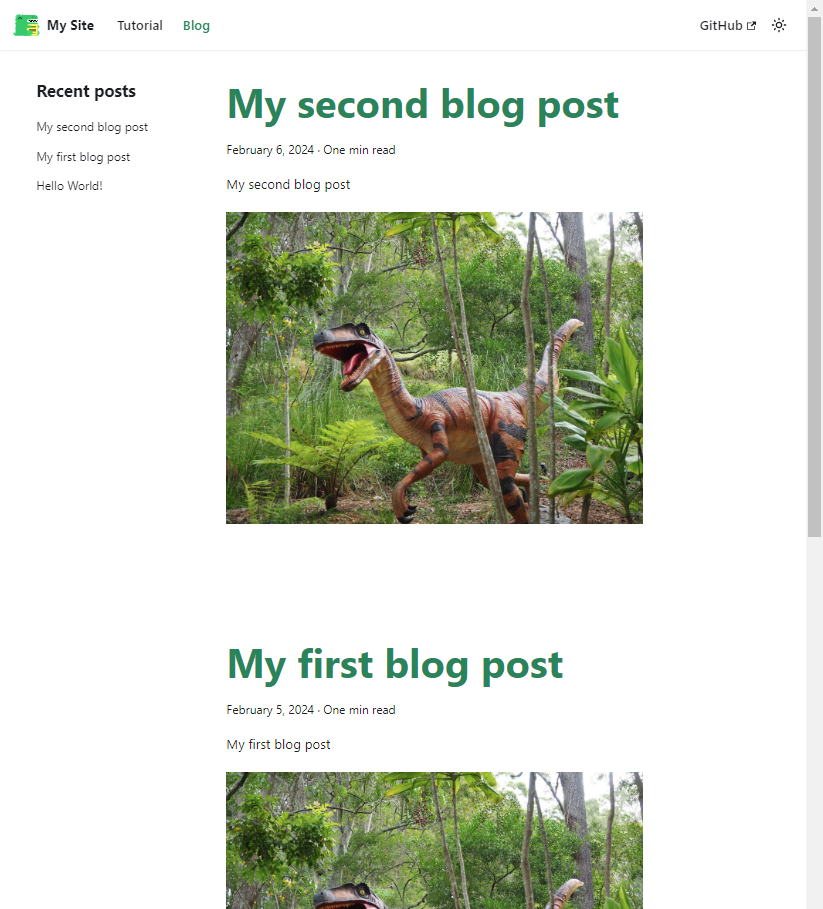 My Site Tutorial Blog GitHub
Recent posts
My second blog post
My first blog post
Hello World!
My second blog post
February 6, 2024 · One min read
My second blog post
My first blog post
February 5, 2024 · One min read
My first blog post